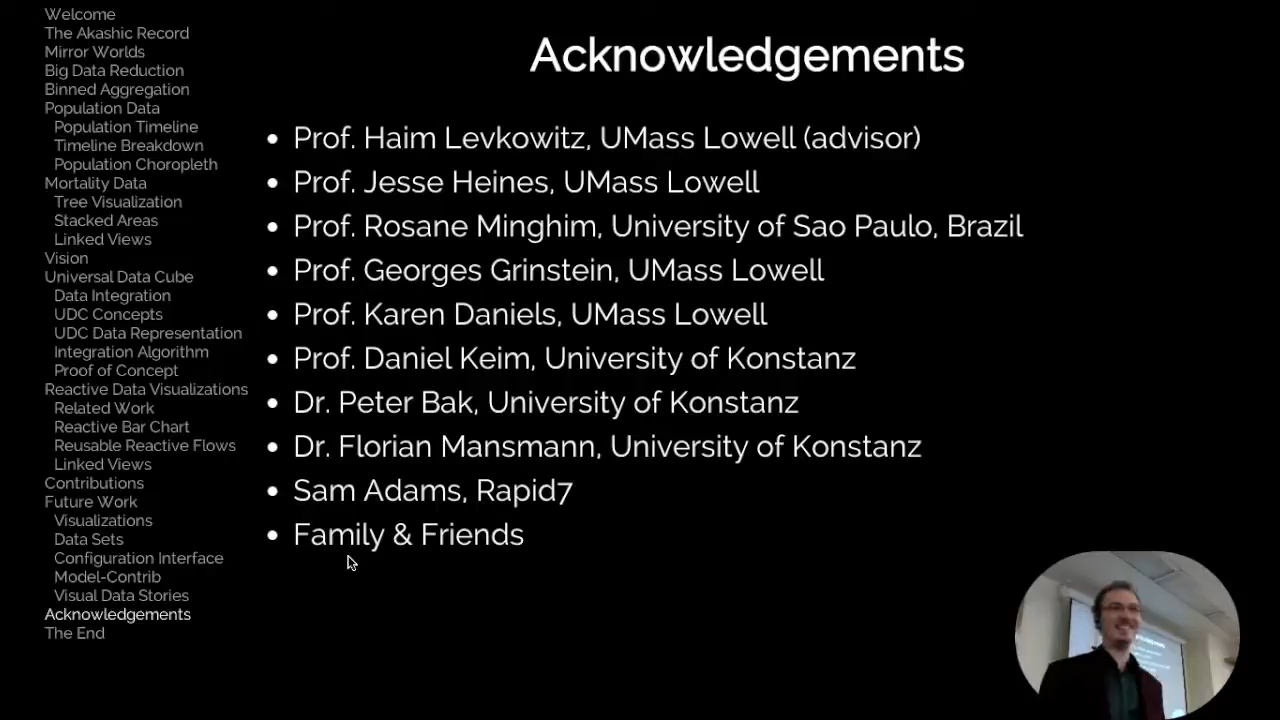 Welcome
The Akashic Record
Mirror Worlds
Big Data Reduction
Binned Aggregation
Population Data
Population Timeline
Timeline Breakdown
Population Choropleth
Mortality Data
Tree Visualization
Stacked Areas
Linked Views
Vision
Universal Data Cube
Data Integration
UDC Concepts
UDC Data Representation
Integration Algorithm
Proof of Concept
Reactive Data Visualizations
Related Work
Reactive Bar Chart
Reusable Reactive Flows
Linked Views
Contributions
Future Work
Visualizations
Data Sets
Configuration Interface
Model-Contrib
Visual Data Stories
Acknowledgements
The End
Acknowledgements
• Prof. Haim Levkowitz, UMass Lowell (advisor)
• Prof. Jesse Heines, UMass Lowell
• Prof. Rosane Minghim, University of Sao Paulo, Brazil
• Prof. Georges Grinstein, UMass Lowell
• Prof. Karen Daniels, UMass Lowell
• Prof. Daniel Keim, University of Konstanz
• Dr. Peter Bak, University of Konstanz
• Dr. Florian Mansmann, University of Konstanz
• Sam Adams, Rapid7
• Family & Friends